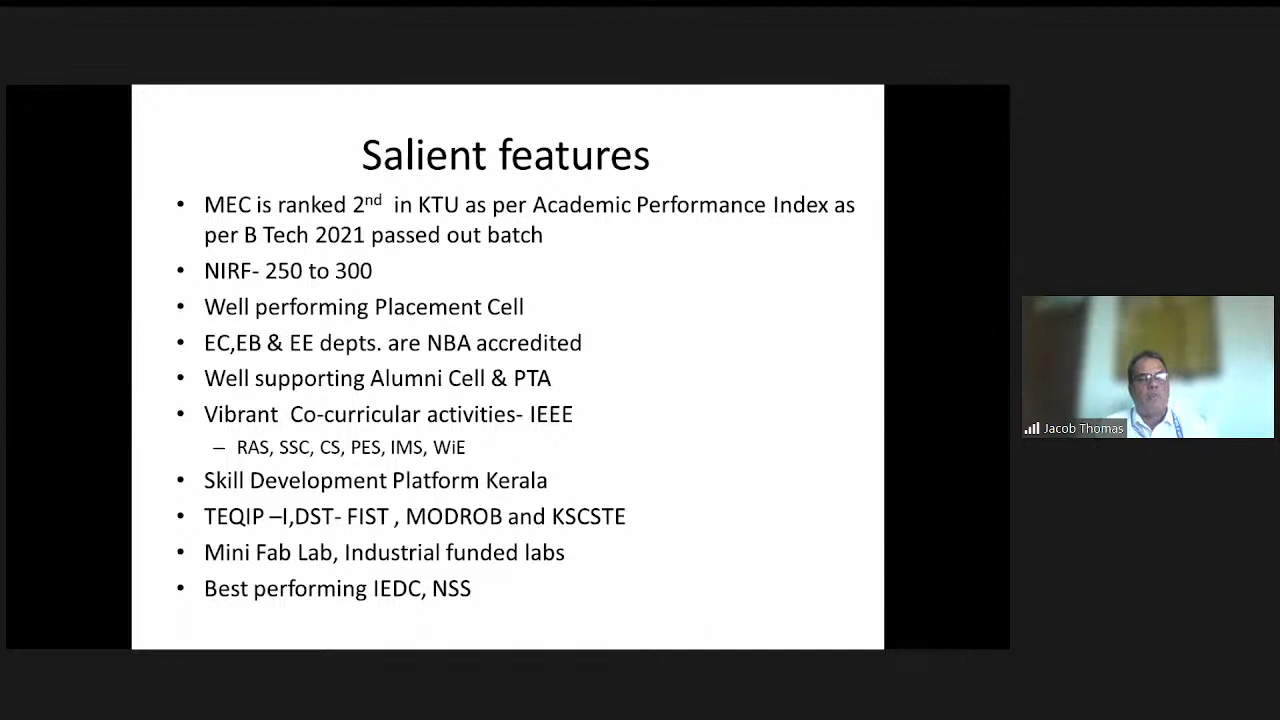 Salient features
• MEC is ranked 2nd in KTU as per Academic Performance Index as
per B Tech 2021 passed out batch
• NIRF- 250 to 300
• Well performing Placement Cell
• EC,EB & EE depts. are NBA accredited
• Well supporting Alumni Cell & PTA
• Vibrant Co-curricular activities- IEEE
– RAS, SSC, CS, PES, IMS, WiE
• Skill Development Platform Kerala
• TEQIP –I,DST- FIST , MODROB and KSCSTE
• Mini Fab Lab, Industrial funded labs
• Best performing IEDC, NSS
Jacob Thomas